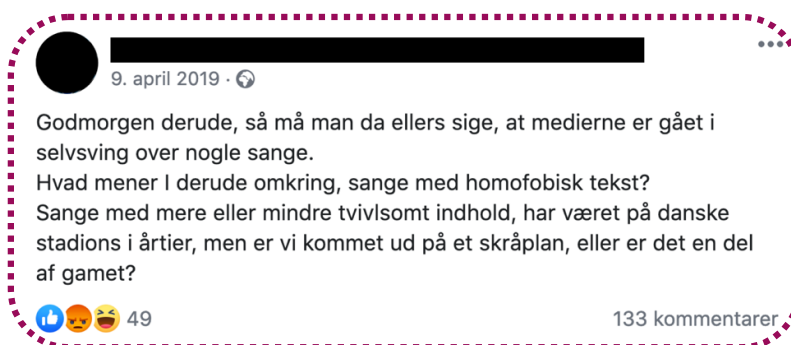 9. april 2019 ·
Godmorgen derude, så må man da ellers sige, at medierne er gået i
selvsving over nogle sange.
Hvad mener I derude omkring, sange med homofobisk tekst?
Sange med mere eller mindre tvivlsomt indhold, har været på danske
stadions i årtier, men er vi kommet ud på et skråplan, eller er det en del
af gamet?
49 133 kommentarer